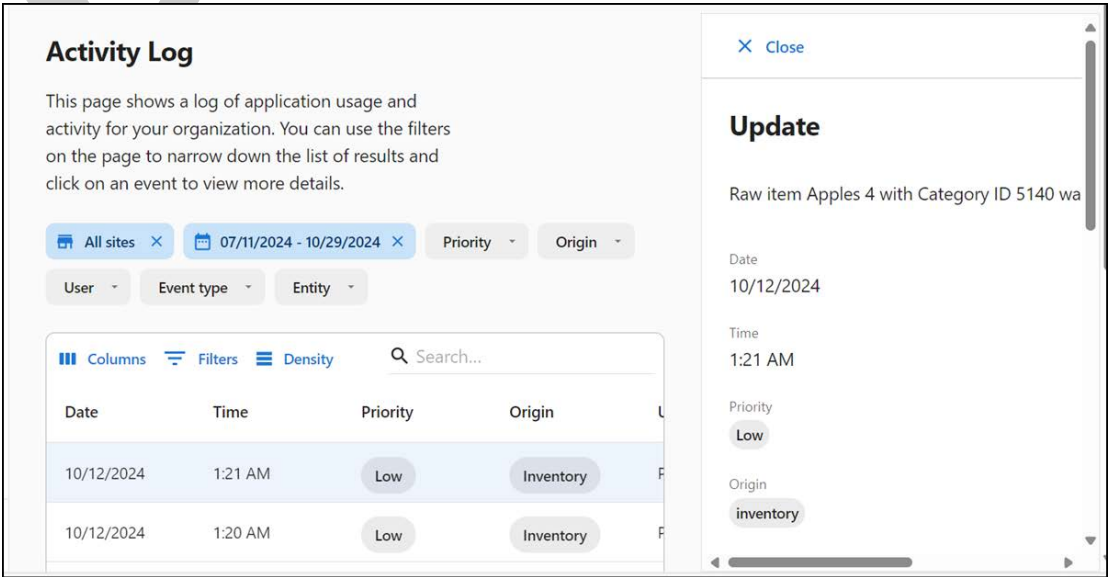 Activity Log
This page shows a log of application usage and
activity for your organization. You can use the filters
on the page to narrow down the list of results and
click on an event to view more details.
All sites
07/11/2024 - 10/29/2024
Priority
Origin
User
Event type
Entity
Columns
Filters
Density
Search...
Date Time Priority Origin
10/12/2024 1:21 AM Low Inventory
10/12/2024 1:20 AM Low Inventory
Close
Update
Raw item Apples 4 with Category ID 5140 wa
Date
10/12/2024
Time
1:21 AM
Priority
Low
Origin
inventory